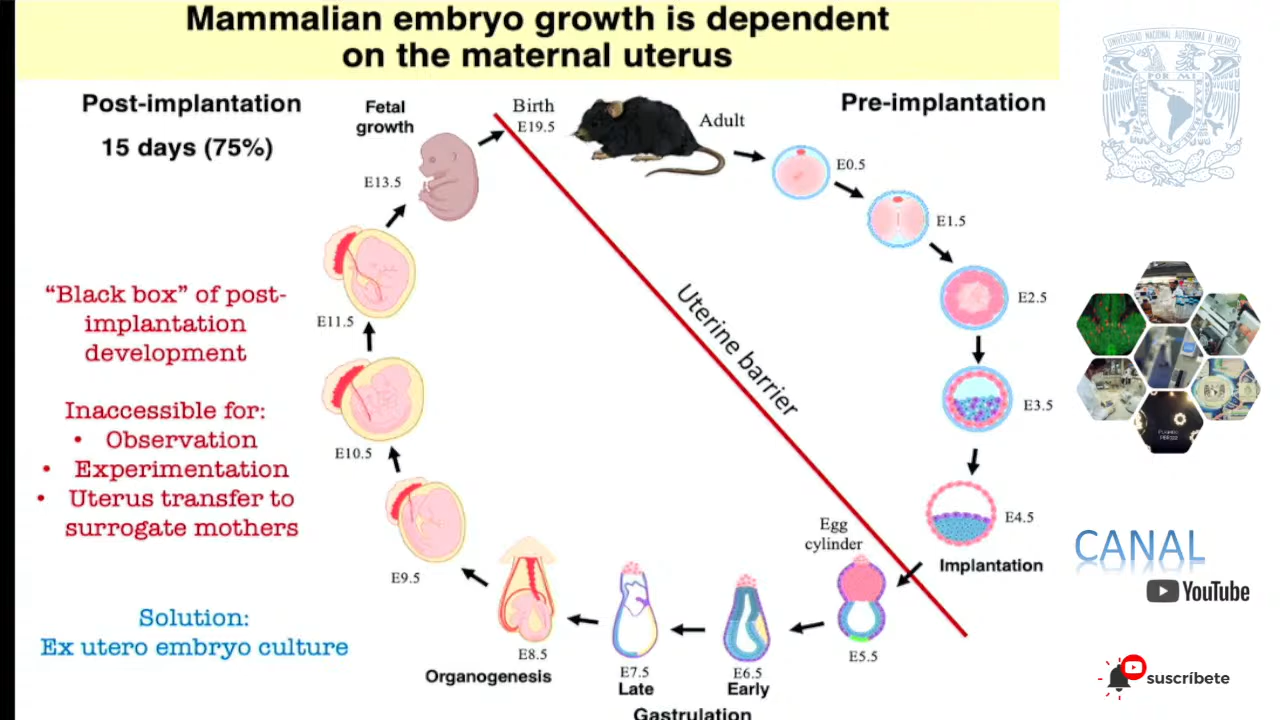 Mammalian embryo growth is dependent
on the maternal uterus
Post-implantation
15 days (75%)
Fetal
growth
Birth
E19.5
Adult
Pre-implantation
E0.5
E1.5
E2.5
E3.5
E4.5
Implantation
Uterine barrier
Egg
cylinder
E5.5
E6.5
Early
E7.5
Late
Gastrulation
E8.5
Organogenesis
E9.5
E10.5
E11.5
E13.5
“Black box” of post-
implantation
development
Inaccessible for:
• Observation
• Experimentation
• Uterus transfer to
surrogate mothers
Solution:
Ex utero embryo culture
POR MI
CANAL
YouTube
suscríbete